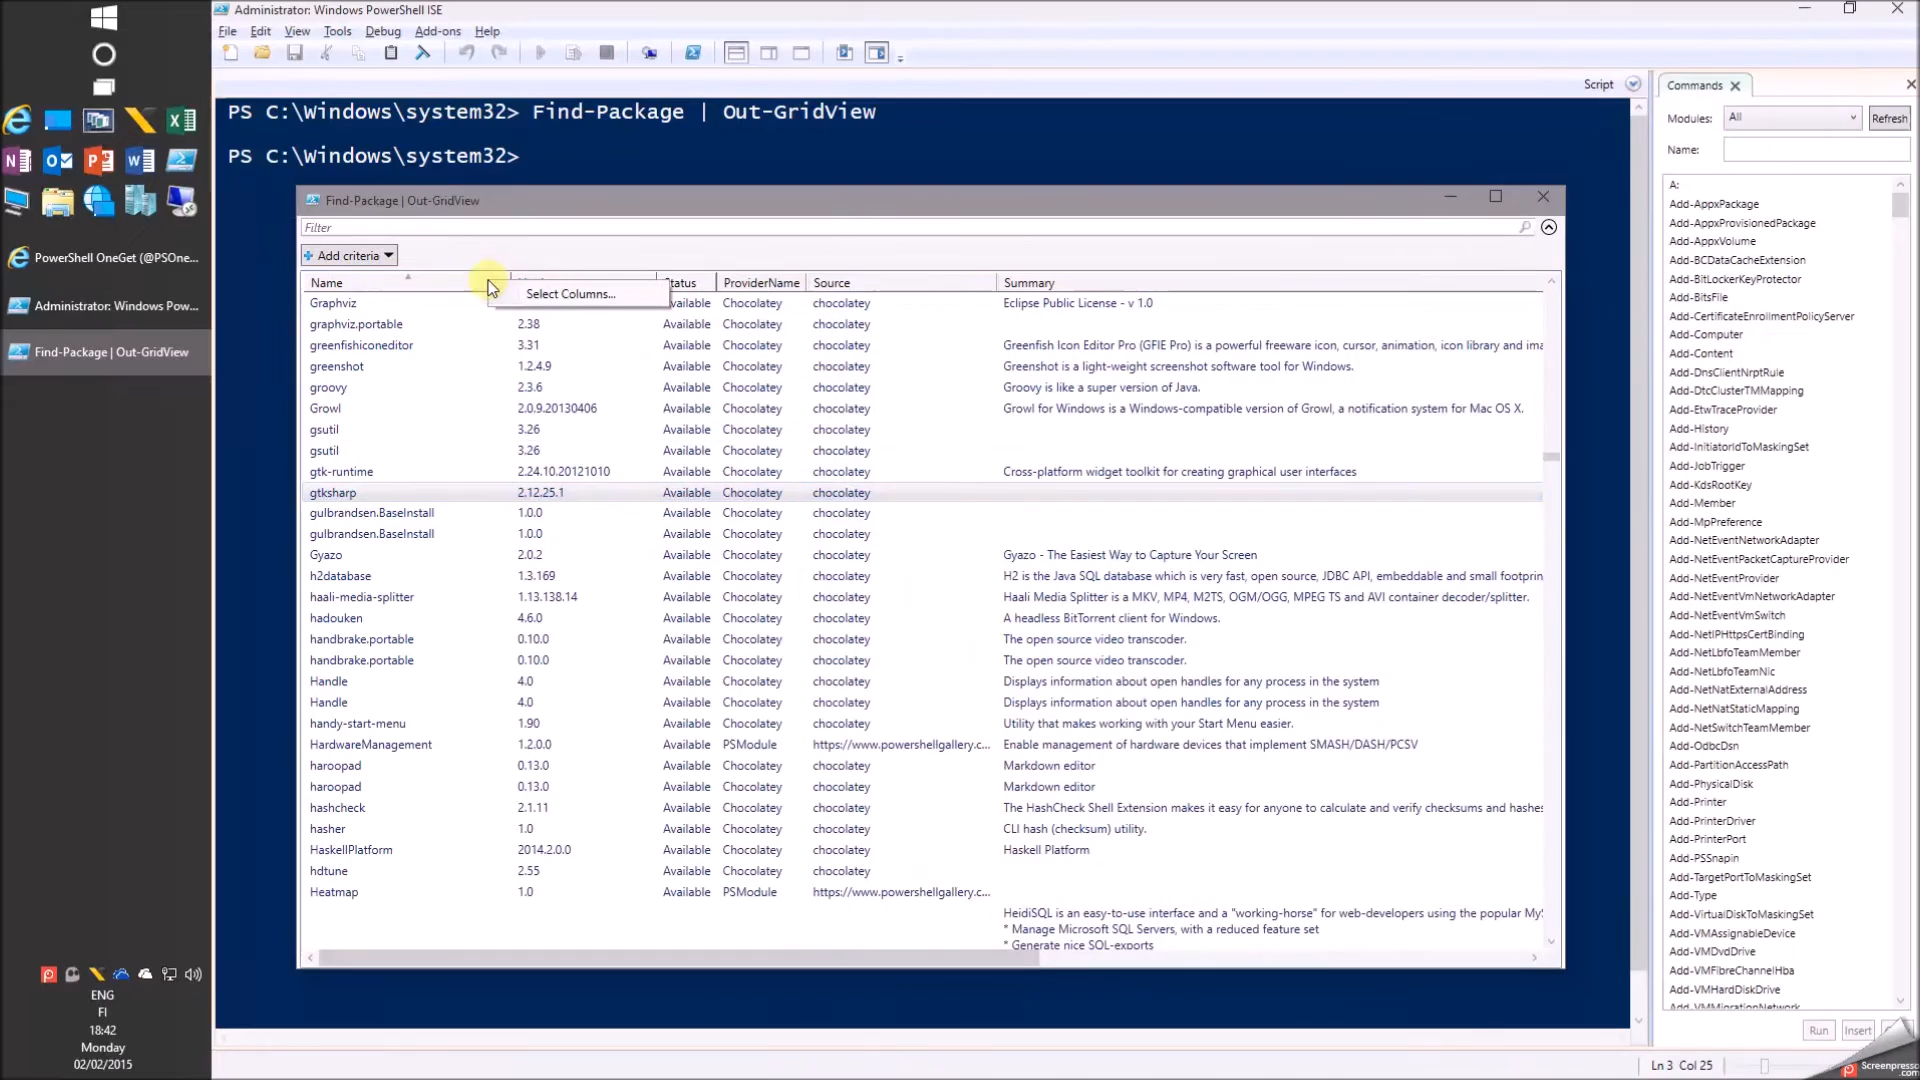 Administrator: Windows PowerShell ISE
File Edit View Tools Debug Add-ons Help
Script
PS C:\Windows\system32> Find-Package | Out-GridView
PS C:\Windows\system32>
Find-Package | Out-GridView
Filter
Add criteria
Name Status ProviderName Source Summary
Select Columns...
Graphviz Available Chocolatey chocolatey Eclipse Public License - v 1.0
graphviz.portable 2.38 Available Chocolatey chocolatey
greenfishiconeditor 3.31 Available Chocolatey chocolatey Greenfish Icon Editor Pro (GFIE Pro) is a powerful freeware icon, cursor, animation, icon library and ima
greenshot 1.2.4.9 Available Chocolatey chocolatey Greenshot is a light-weight screenshot software tool for Windows.
groovy 2.3.6 Available Chocolatey chocolatey Groovy is like a super version of Java.
Growl 2.0.9.20130406 Available Chocolatey chocolatey Growl for Windows is a Windows-compatible version of Growl, a notification system for Mac OS X.
gsutil 3.26 Available Chocolatey chocolatey
gsutil 3.26 Available Chocolatey chocolatey
gtk-runtime 2.24.10.20121010 Available Chocolatey chocolatey Cross-platform widget toolkit for creating graphical user interfaces
gtksharp 2.12.25.1 Available Chocolatey chocolatey
gulbrandsen.BaseInstall 1.0.0 Available Chocolatey chocolatey
gulbrandsen.BaseInstall 1.0.0 Available Chocolatey chocolatey
Gyazo 2.0.2 Available Chocolatey chocolatey Gyazo - The Easiest Way to Capture Your Screen
h2database 1.3.169 Available Chocolatey chocolatey H2 is the Java SQL database which is very fast, open source, JDBC API, embeddable and small footprin
haali-media-splitter 1.13.138.14 Available Chocolatey chocolatey Haali Media Splitter is a MKV, MP4, M2TS, OGM/OGG, MPEG TS and AVI container decoder/splitter.
hadouken 4.6.0 Available Chocolatey chocolatey A headless BitTorrent client for Windows.
handbrake.portable 0.10.0 Available Chocolatey chocolatey The open source video transcoder.
handbrake.portable 0.10.0 Available Chocolatey chocolatey The open source video transcoder.
Handle 4.0 Available Chocolatey chocolatey Displays information about open handles for any process in the system
Handle 4.0 Available Chocolatey chocolatey Displays information about open handles for any process in the system
handy-start-menu 1.90 Available Chocolatey chocolatey Utility that makes working with your Start Menu easier.
HardwareManagement 1.2.0.0 Available PSModule https://www.powershellgallery.c... Enable management of hardware devices that implement SMASH/DASH/PCSV
haroopad 0.13.0 Available Chocolatey chocolatey Markdown editor
haroopad 0.13.0 Available Chocolatey chocolatey Markdown editor
hashcheck 2.1.11 Available Chocolatey chocolatey The HashCheck Shell Extension makes it easy for anyone to calculate and verify checksums and hashes
hasher 1.0 Available Chocolatey chocolatey CLI hash (checksum) utility.
HaskellPlatform 2014.2.0.0 Available Chocolatey chocolatey Haskell Platform
hdtune 2.55 Available Chocolatey chocolatey
Heatmap 1.0 Available PSModule https://www.powershellgallery.c...
HeidiSQL is an easy-to-use interface and a "working-horse" for web-developers using the popular MyS
* Manage Microsoft SQL Servers, with a reduced feature set
* Generate nice SQL-exports
Commands
Modules: All Refresh
Name:
A:
Add-AppxPackage
Add-AppxProvisionedPackage
Add-AppxVolume
Add-BCDataCacheExtension
Add-BitLockerKeyProtector
Add-BitsFile
Add-CertificateEnrollmentPolicyServer
Add-Computer
Add-Content
Add-DnsClientNrptRule
Add-DtcClusterTMMapping
Add-EtwTraceProvider
Add-History
Add-InitiatorIdToMaskingSet
Add-JobTrigger
Add-KdsRootKey
Add-Member
Add-MpPreference
Add-NetEventNetworkAdapter
Add-NetEventPacketCaptureProvider
Add-NetEventProvider
Add-NetEventVmNetworkAdapter
Add-NetEventVmSwitch
Add-NetIPHttpsCertBinding
Add-NetLbfoTeamMember
Add-NetLbfoTeamNic
Add-NetNatExternalAddress
Add-NetNatStaticMapping
Add-NetSwitchTeamMember
Add-OdbcDsn
Add-PartitionAccessPath
Add-PhysicalDisk
Add-Printer
Add-PrinterDriver
Add-PrinterPort
Add-PSSnapin
Add-TargetPortToMaskingSet
Add-Type
Add-VirtualDiskToMaskingSet
Add-VMAssignableDevice
Add-VMDvdDrive
Add-VMFibreChannelHba
Add-VMHardDiskDrive
Add-VMMigrationNetwork
Run Insert
Ln 3 Col 25
Screenpresso
.com
PowerShell OneGet (@PSOne...
Administrator: Windows Pow...
Find-Package | Out-GridView
ENG
FI
18:42
Monday
02/02/2015